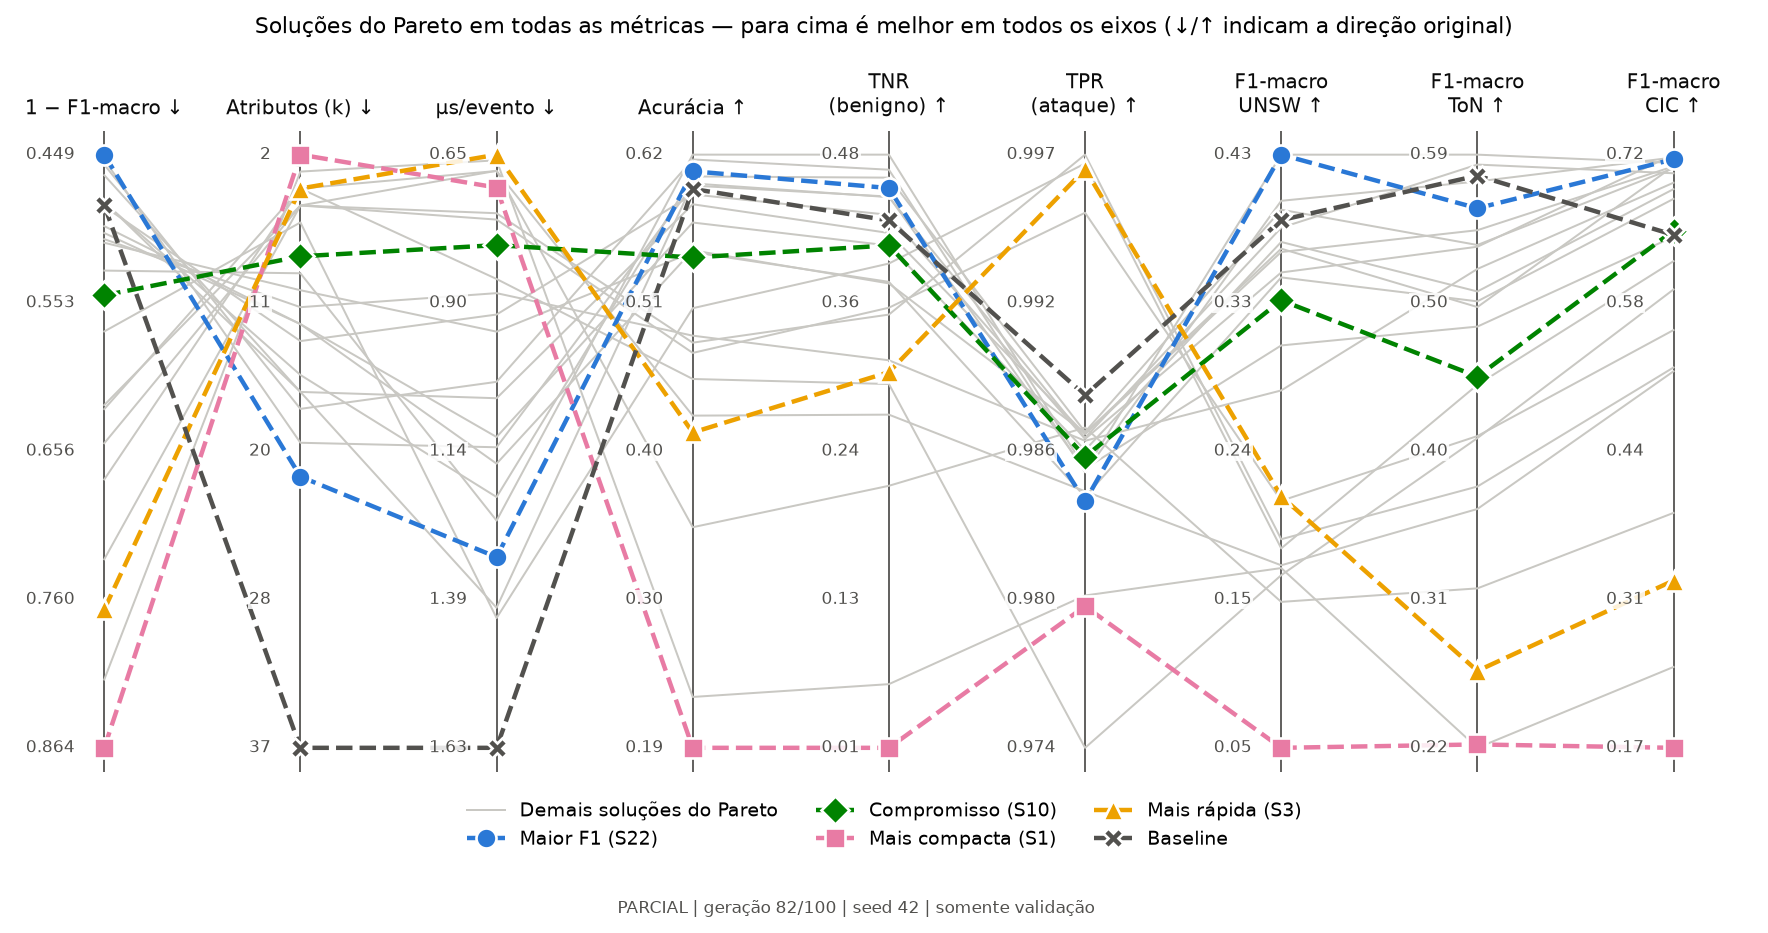 Soluções do Pareto em todas as métricas — para cima é melhor em todos os eixos (↓/↑ indicam a direção original)
1 − F1-macro ↓
Atributos (k) ↓
µs/evento ↓
Acurácia ↑
TNR
(benigno) ↑
TPR
(ataque) ↑
F1-macro
UNSW ↑
F1-macro
ToN ↑
F1-macro
CIC ↑
0.449 2 0.65 0.62 0.48 0.997 0.43 0.59 0.72
0.553 11 0.90 0.51 0.36 0.992 0.33 0.50 0.58
0.656 20 1.14 0.40 0.24 0.986 0.24 0.40 0.44
0.760 28 1.39 0.30 0.13 0.980 0.15 0.31 0.31
0.864 37 1.63 0.19 0.01 0.974 0.05 0.22 0.17
Demais soluções do Pareto
Maior F1 (S22)
Compromisso (S10)
Mais compacta (S1)
Mais rápida (S3)
Baseline
PARCIAL | geração 82/100 | seed 42 | somente validação